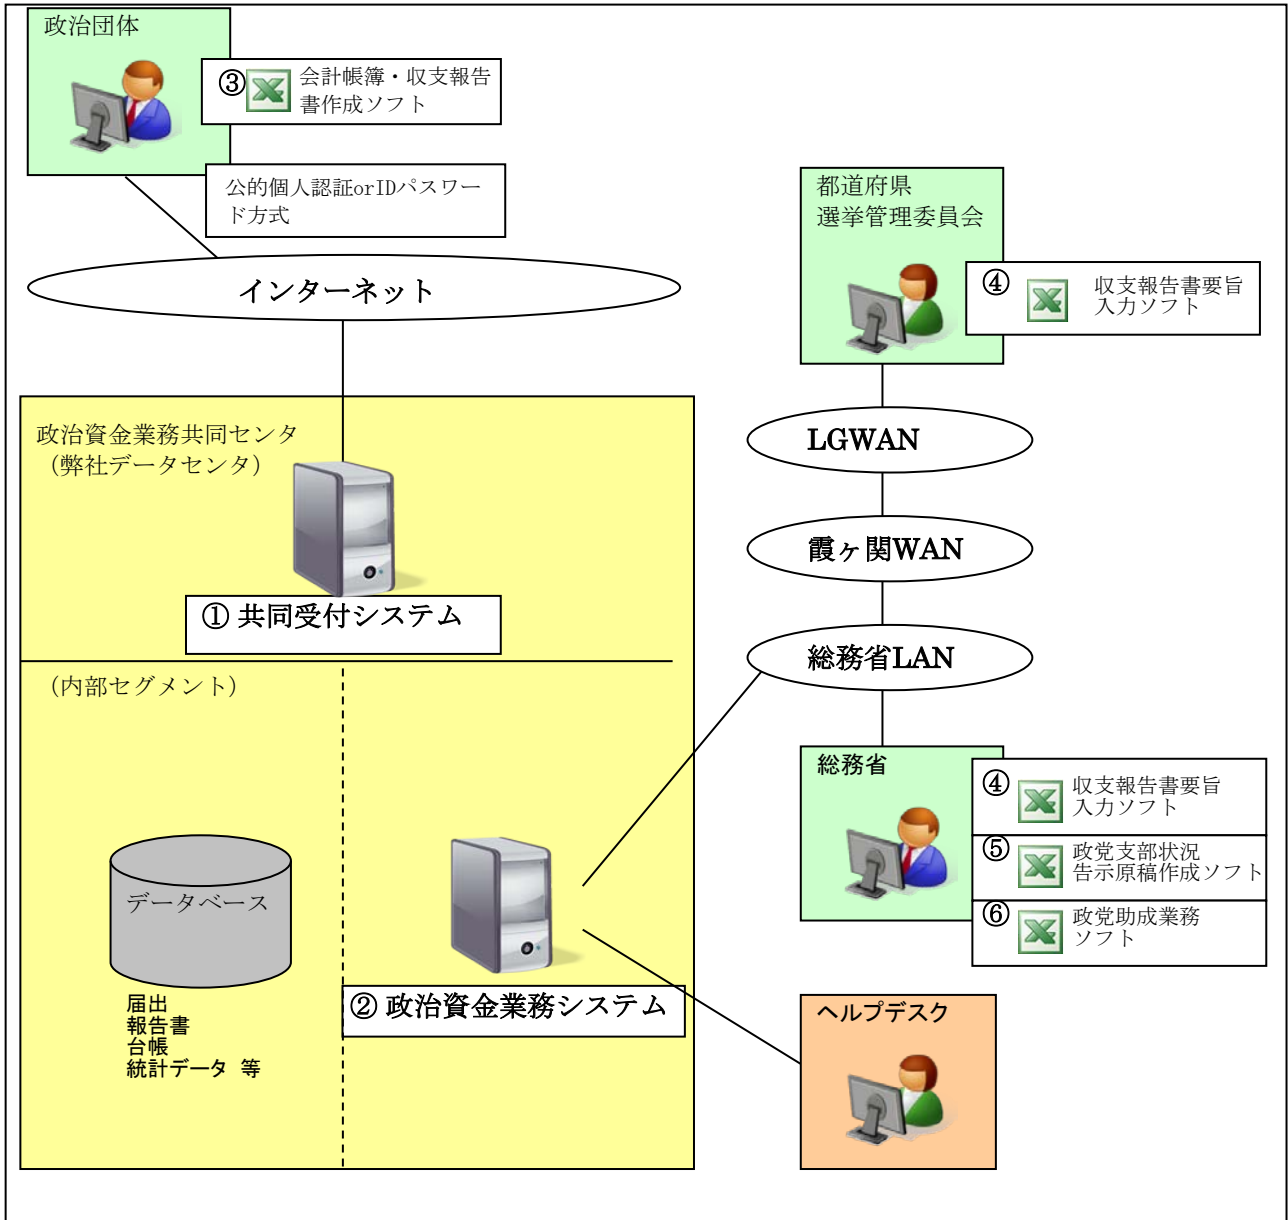 政治団体
③
会計帳簿・収支報告
書作成ソフト
公的個人認証orIDパスワー
ド方式
インターネット
都道府県
選挙管理委員会
④
収支報告書要旨
入力ソフト
政治資金業務共同センタ
（弊社データセンタ）
① 共同受付システム
LGWAN
霞ヶ関WAN
総務省LAN
（内部セグメント）
データベース
届出
報告書
台帳
統計データ 等
② 政治資金業務システム
総務省
④
収支報告書要旨
入力ソフト
⑤
政党支部状況
告示原稿作成ソフト
⑥
政党助成業務
ソフト
ヘルプデスク